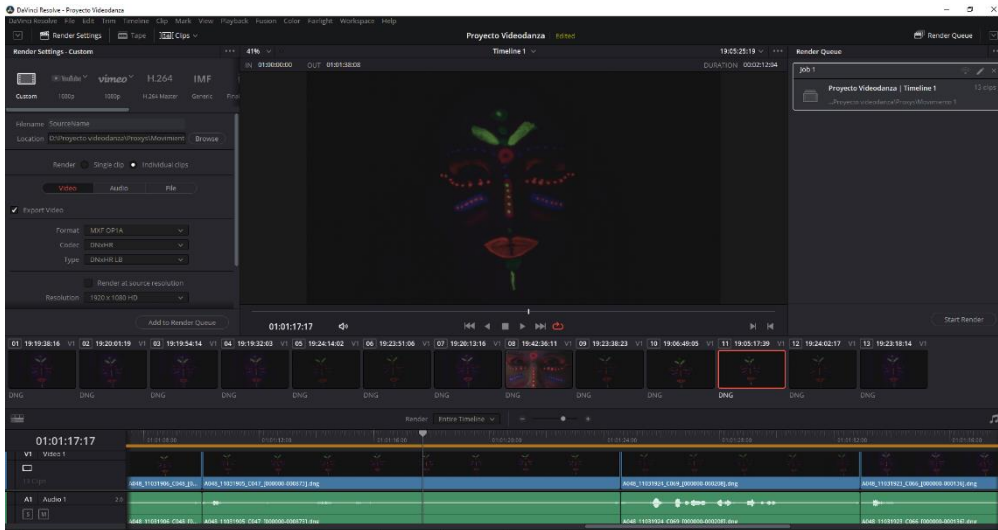 DaVinci Resolve - Proyecto Videodanza
DaVinci Resolve File Edit Trim Timeline Clip Mark View Playback Fusion Color Fairlight Workspace Help
Render Settings Tape Clips Proyecto Videodanza Edited Render Queue
Render Settings - Custom 41% Timeline 1 19:05:25:19 Render Queue
IN 01:00:00:00 OUT 01:01:38:08 DURATION 00:02:12:04
Job 1
YouTube vimeo H.264 IMF
Custom 1080p 1080p H.264 Master Generic Final
Proyecto Videodanza | Timeline 1 13 clips
Filename SourceName
Location D:\Proyecto videodanza\Proxys\Movimient Browse
Render Single clip Individual clips
Video Audio File
Export Video
Format MXF OP1A
Codec DNxHR
Type DNxHR LB
Render at source resolution
Resolution 1920 x 1080 HD
Add to Render Queue
01:01:17:17
Start Render
01 19:19:38:16 V1 02 19:20:01:19 V1 03 19:19:54:14 V1 04 19:19:32:03 V1 05 19:24:14:02 V1 06 19:23:51:06 V1 07 19:20:13:16 V1 08 19:42:36:11 V1 09 19:23:38:23 V1 10 19:06:49:05 V1 11 19:05:17:39 V1 12 19:24:02:17 V1 13 19:23:18:14 V1
DNG DNG DNG DNG DNG DNG DNG DNG DNG DNG DNG DNG DNG
Render Entire Timeline
01:01:17:17
V1 Video 1
13 Clips
A1 Audio 1 2.0
S M